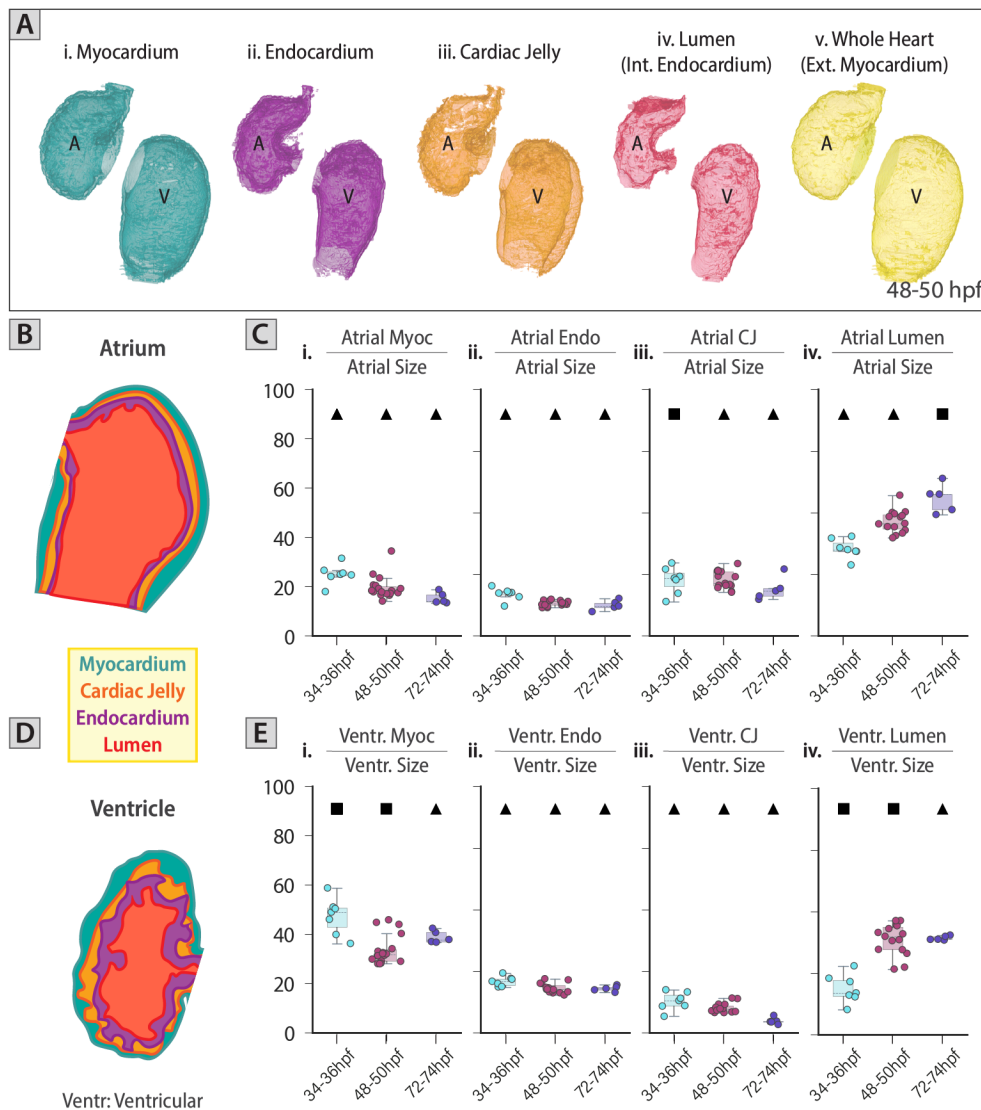 A
i. Myocardium
ii. Endocardium
iii. Cardiac Jelly
iv. Lumen
(Int. Endocardium)
v. Whole Heart
(Ext. Myocardium)
A
V
A
V
A
V
A
V
A
V
48-50 hpf
B
Atrium
Myocardium
Cardiac Jelly
Endocardium
Lumen
C
i.
Atrial Myoc
Atrial Size
ii.
Atrial Endo
Atrial Size
iii.
Atrial CJ
Atrial Size
iv.
Atrial Lumen
Atrial Size
100
80
60
40
20
0
34-36hpf
48-50hpf
72-74hpf
34-36hpf
48-50hpf
72-74hpf
34-36hpf
48-50hpf
72-74hpf
34-36hpf
48-50hpf
72-74hpf
D
Ventricle
Ventr: Ventricular
E
i.
Ventr. Myoc
Ventr. Size
ii.
Ventr. Endo
Ventr. Size
iii.
Ventr. CJ
Ventr. Size
iv.
Ventr. Lumen
Ventr. Size
100
80
60
40
20
0
34-36hpf
48-50hpf
72-74hpf
34-36hpf
48-50hpf
72-74hpf
34-36hpf
48-50hpf
72-74hpf
34-36hpf
48-50hpf
72-74hpf